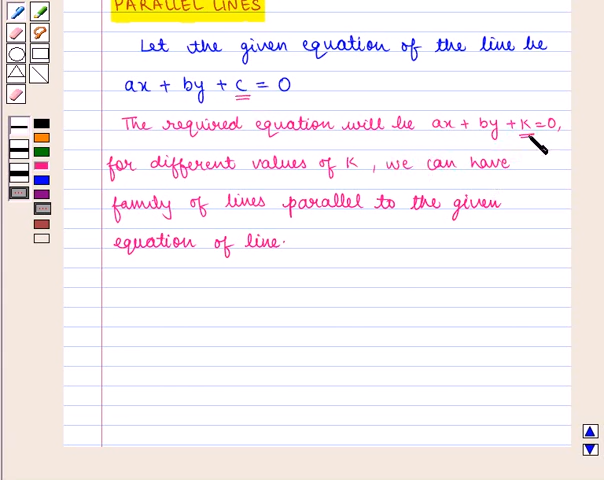 PARALLEL LINES
Let the given equation of the line be
ax + by + c = 0
The required equation will be ax + by + K = 0,
for different values of K, we can have
family of lines parallel to the given
equation of line.